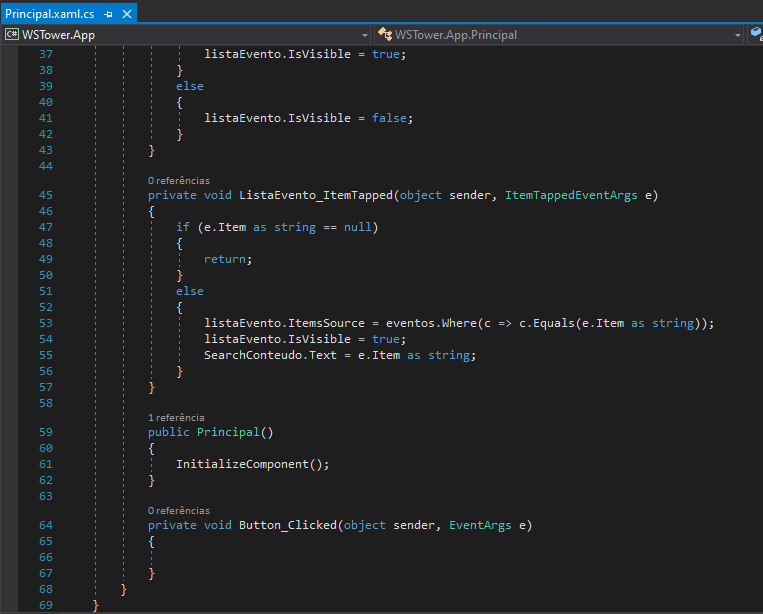 Principal.xaml.cs
C# WSTower.App WSTower.App.Principal
37 listaEvento.IsVisible = true;
38 }
39 else
40 {
41 listaEvento.IsVisible = false;
42 }
43 }
44
0 referências
45 private void ListaEvento_ItemTapped(object sender, ItemTappedEventArgs e)
46 {
47 if (e.Item as string == null)
48 {
49 return;
50 }
51 else
52 {
53 listaEvento.ItemsSource = eventos.Where(c => c.Equals(e.Item as string));
54 listaEvento.IsVisible = true;
55 SearchConteudo.Text = e.Item as string;
56 }
57 }
58
1 referência
59 public Principal()
60 {
61 InitializeComponent();
62 }
63
0 referências
64 private void Button_Clicked(object sender, EventArgs e)
65 {
66
67 }
68 }
69 }